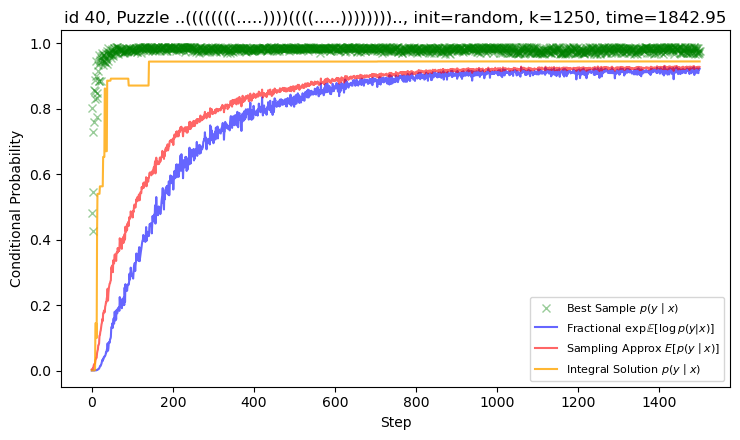 id 40, Puzzle ..((((((((.....))))((((.....)))))))).., init=random, k=1250, time=1842.95
1.0
0.8
0.6
0.4
0.2
0.0
Conditional Probability
0
200
400
600
800
1000
1200
1400
Step
Best Sample p(y | x)
Fractional exp𝔼[log p(y|x)]
Sampling Approx E[p(y | x)]
Integral Solution p(y | x)